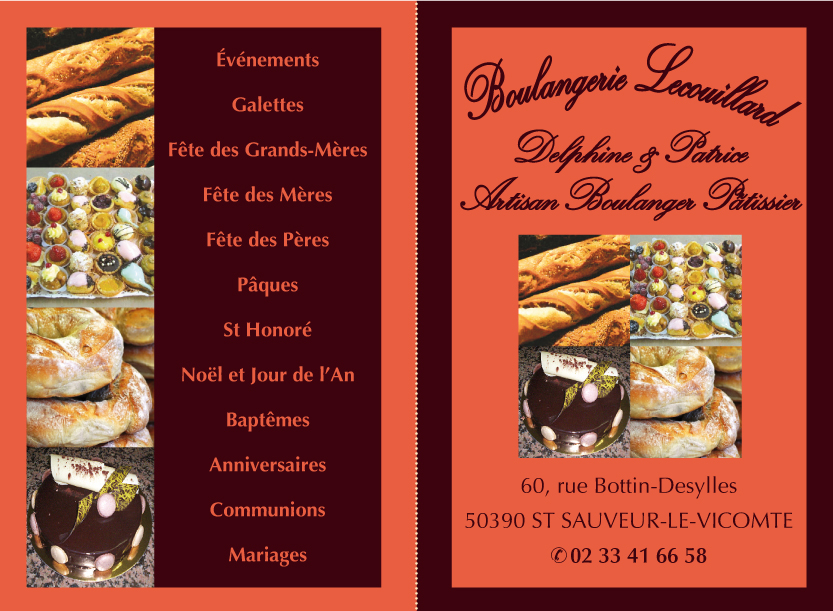 Événements
Galettes
Fête des Grands-Mères
Fête des Mères
Fête des Pères
Pâques
St Honoré
Noël et Jour de l'An
Baptêmes
Anniversaires
Communions
Mariages
Boulangerie Lecouillard
Delphine & Patrice
Artisan Boulanger Pâtissier
60, rue Bottin-Desylles
50390 ST SAUVEUR-LE-VICOMTE
✆02 33 41 66 58